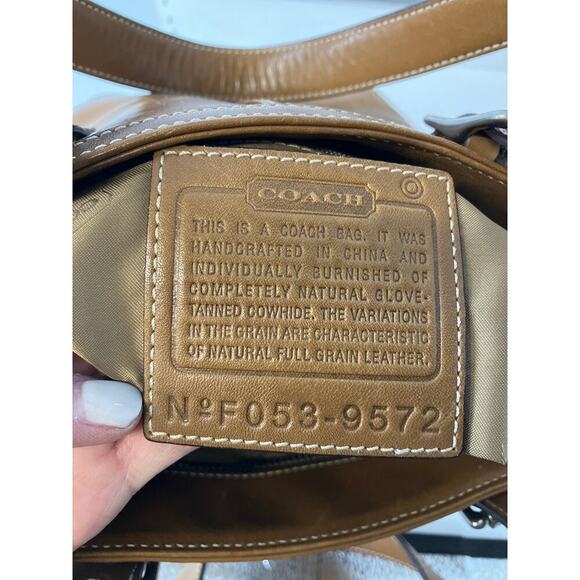 COACH
THIS IS A COACH BAG. IT WAS
HANDCRAFTED IN CHINA AND
INDIVIDUALLY BURNISHED OF
COMPLETELY NATURAL GLOVE-
TANNED COWHIDE. THE VARIATIONS
IN THE GRAIN ARE CHARACTERISTIC
OF NATURAL FULL GRAIN LEATHER.
NºF053-9572